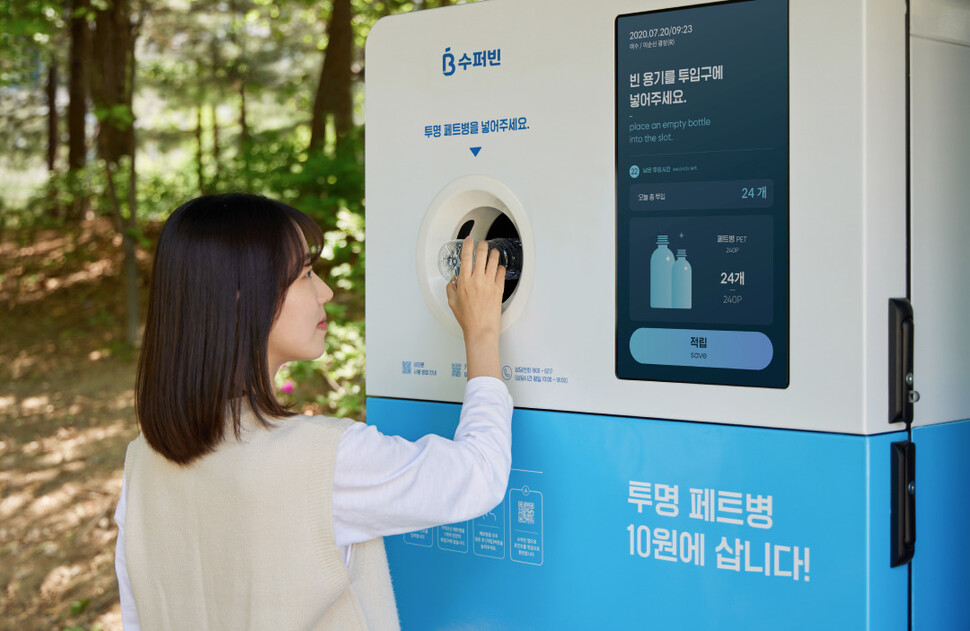 수퍼빈
투명 페트병을 넣어주세요.
2020.07.20/09:23
빈 용기를 투입구에
넣어주세요.
place an empty bottle
into the slot.
22
오늘 총 투입
24 개
페트병 PET
240P
24개
240P
적립
save
투명 페트병
10원에 삽니다!